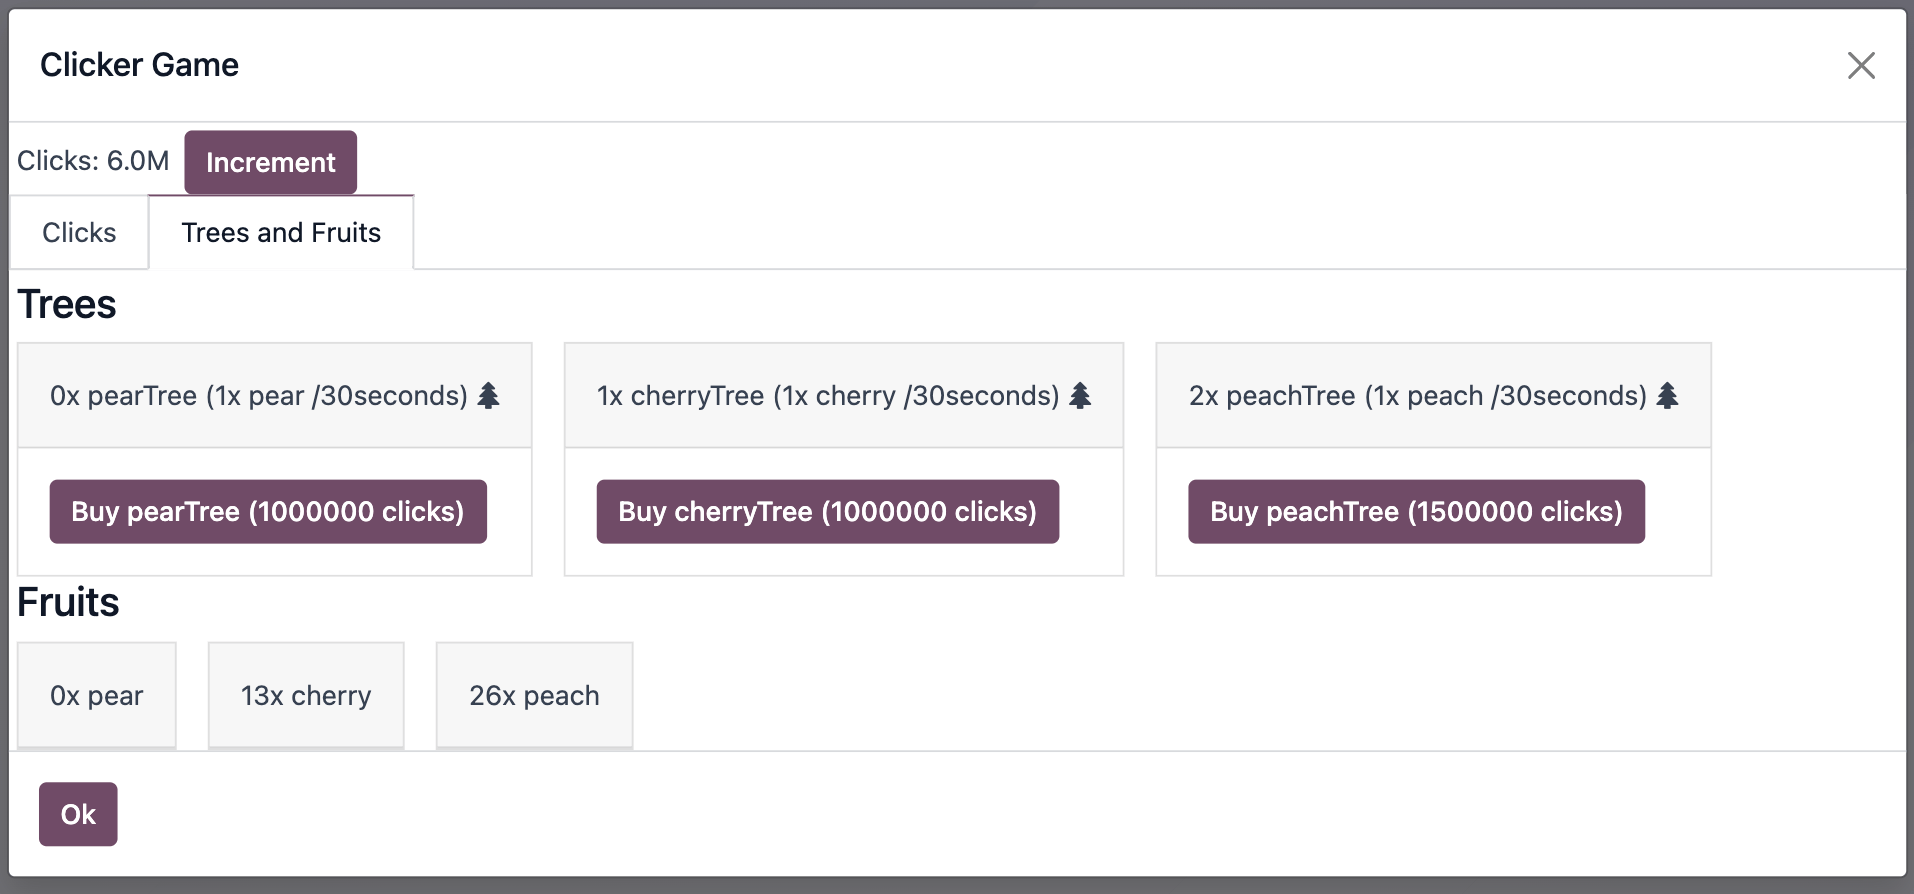 Clicker Game
Clicks: 6.0M Increment
Clicks Trees and Fruits
Trees
0x pearTree (1x pear /30seconds) 1x cherryTree (1x cherry /30seconds) 2x peachTree (1x peach /30seconds)
Buy pearTree (1000000 clicks) Buy cherryTree (1000000 clicks) Buy peachTree (1500000 clicks)
Fruits
0x pear 13x cherry 26x peach
Ok